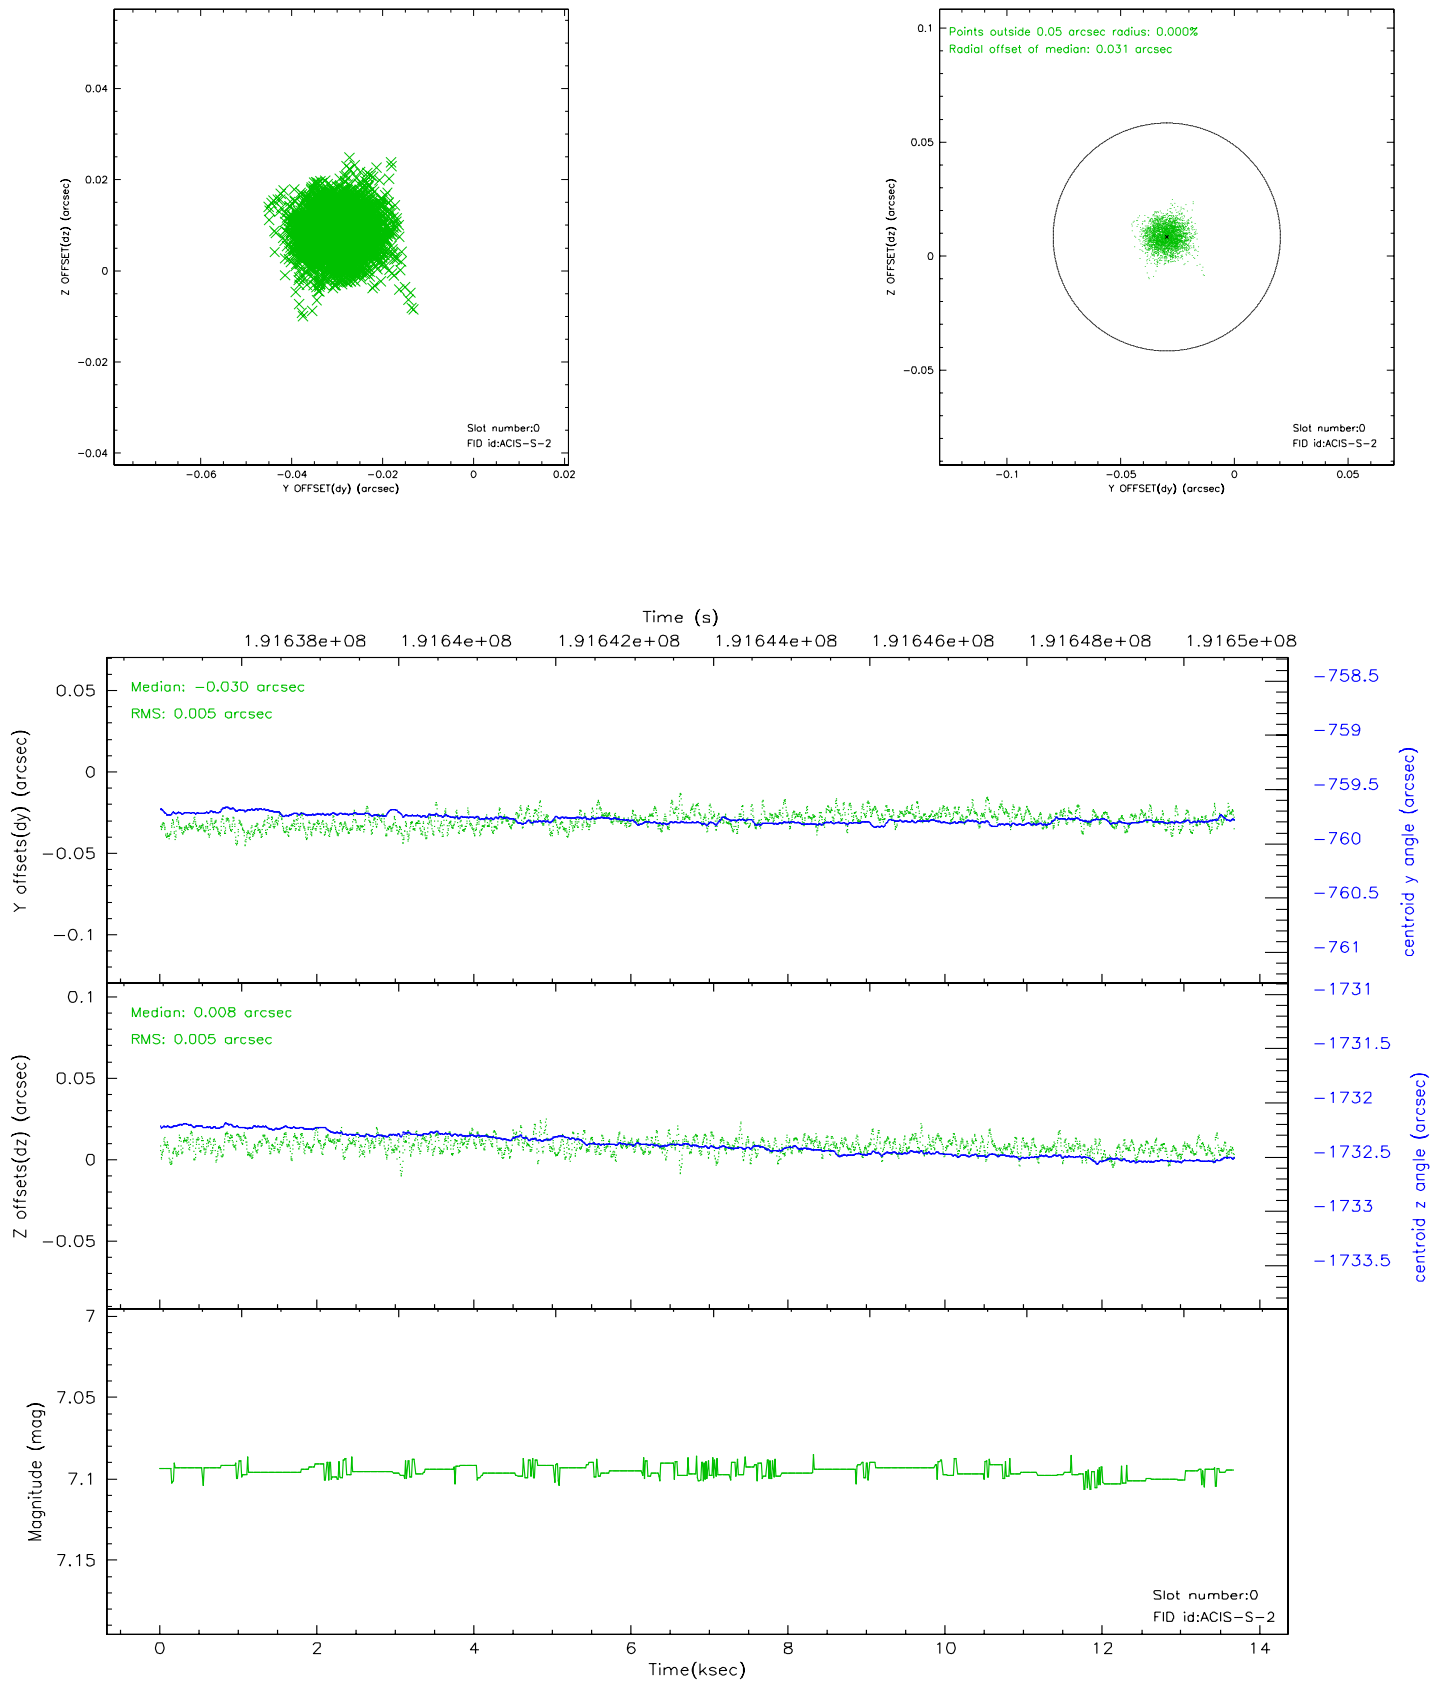 0.04
0.02
0
−0.02
−0.04
Z OFFSET(dz) (arcsec)
Slot number:0
FID id:ACIS−S−2
−0.06
−0.04
−0.02
0
0.02
Y OFFSET(dy) (arcsec)
Points outside 0.05 arcsec radius: 0.000%
Radial offset of median: 0.031 arcsec
0.1
0.05
0
−0.05
Z OFFSET(dz) (arcsec)
Slot number:0
FID id:ACIS−S−2
−0.1
−0.05
0
0.05
Y OFFSET(dy) (arcsec)
Time (s)
1.91638e+08
1.9164e+08
1.91642e+08
1.91644e+08
1.91646e+08
1.91648e+08
1.9165e+08
Median: −0.030 arcsec
RMS: 0.005 arcsec
0.05
0
−0.05
−0.1
Y offsets(dy) (arcsec)
−758.5
−759
−759.5
−760
−760.5
−761
centroid y angle (arcsec)
Median: 0.008 arcsec
RMS: 0.005 arcsec
0.1
0.05
0
−0.05
Z offsets(dz) (arcsec)
−1731
−1731.5
−1732
−1732.5
−1733
−1733.5
centroid z angle (arcsec)
7
7.05
7.1
7.15
Magnitude (mag)
Slot number:0
FID id:ACIS−S−2
0
2
4
6
8
10
12
14
Time(ksec)